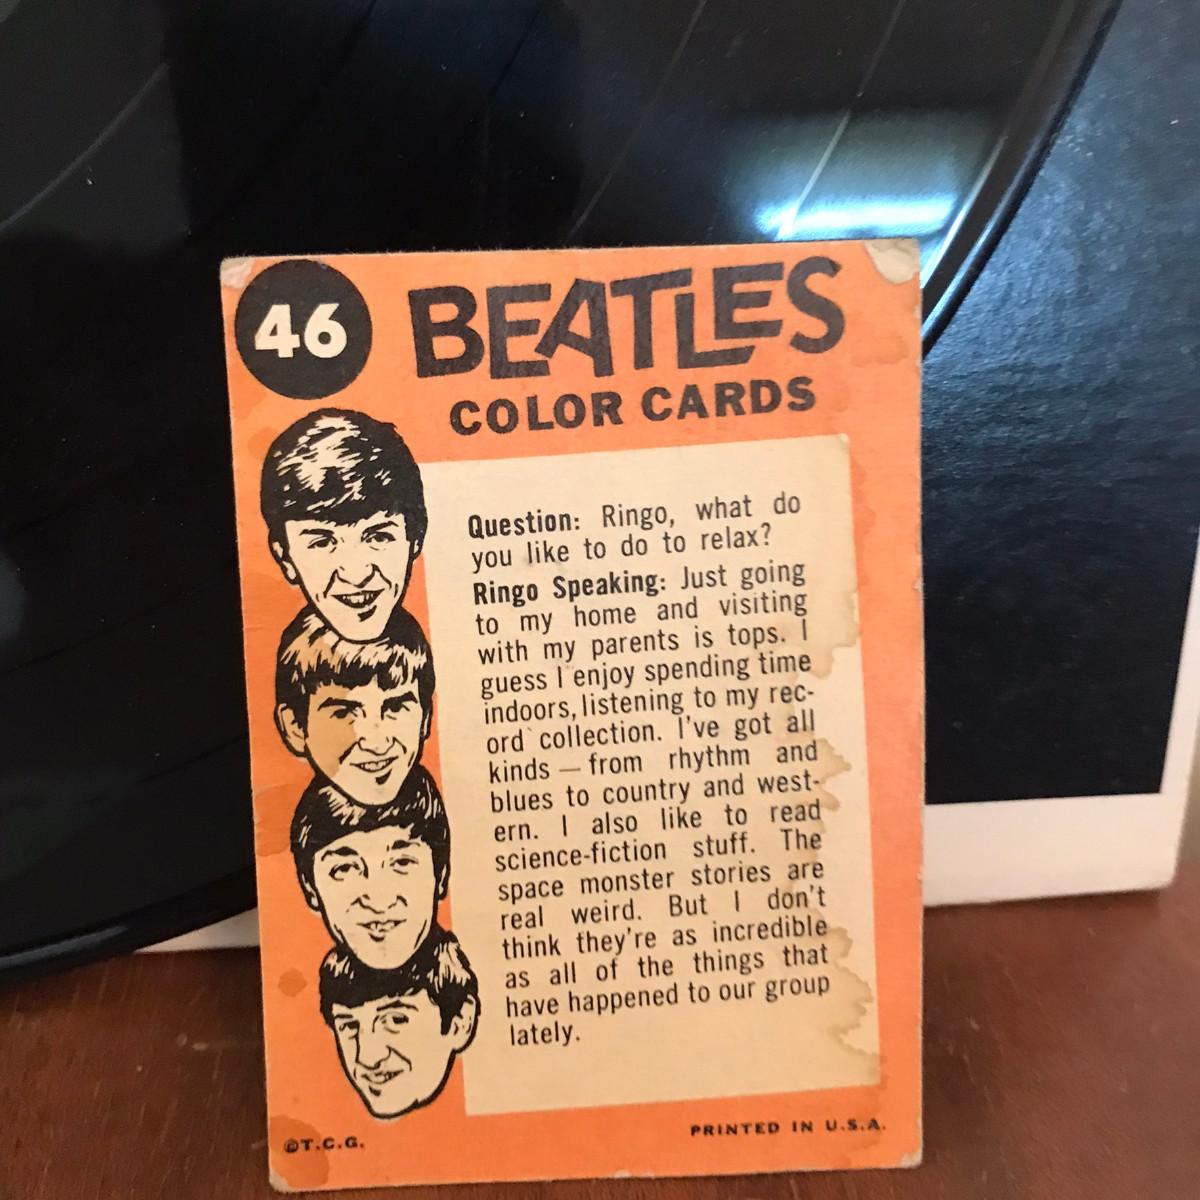 46
BEATLES
COLOR CARDS
Question: Ringo, what do
you like to do to relax?
Ringo Speaking: Just going
to my home and visiting
with my parents is tops. I
guess I enjoy spending time
indoors, listening to my rec-
ord collection. I've got all
kinds — from rhythm and
blues to country and west-
ern. I also like to read
science-fiction stuff. The
space monster stories are
real weird. But I don't
think they're as incredible
as all of the things that
have happened to our group
lately.
©T.C.G.
PRINTED IN U.S.A.